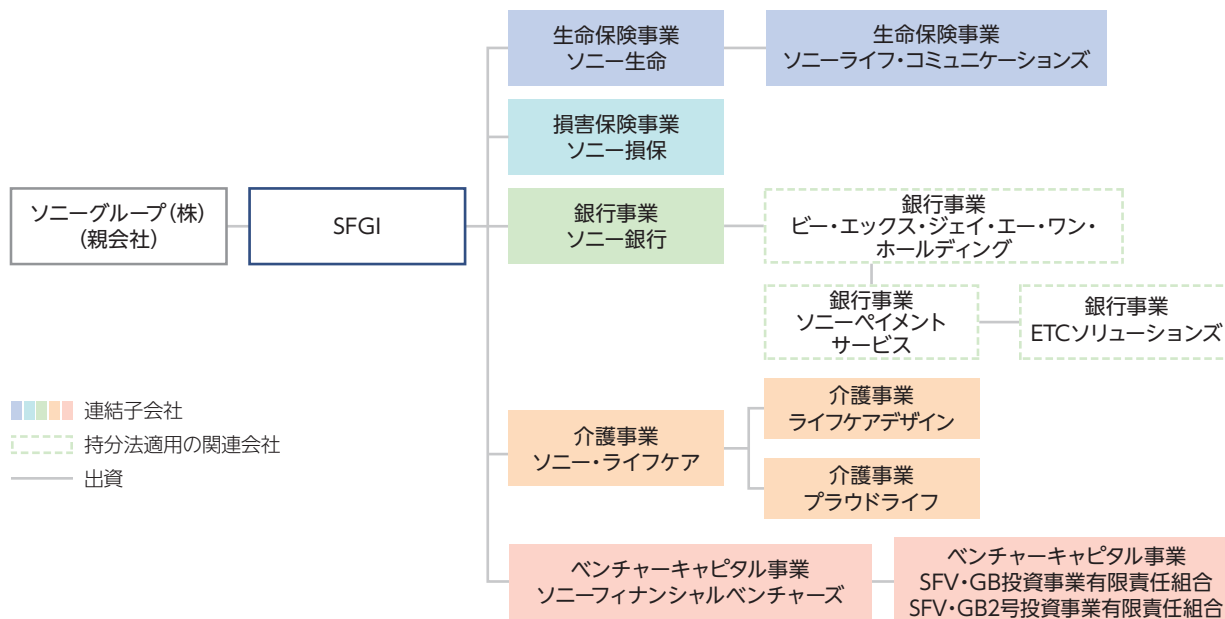 ソニーグループ(株)
(親会社)
SFGI
生命保険事業
ソニー生命
生命保険事業
ソニーライフ・コミュニケーションズ
損害保険事業
ソニー損保
銀行事業
ソニー銀行
銀行事業
ビー・エックス・ジェイ・エー・ワン・
ホールディング
銀行事業
ソニーペイメント
サービス
銀行事業
ETCソリューションズ
介護事業
ソニー・ライフケア
介護事業
ライフケアデザイン
介護事業
プラウドライフ
ベンチャーキャピタル事業
ソニーフィナンシャルベンチャーズ
ベンチャーキャピタル事業
SFV・GB投資事業有限責任組合
SFV・GB2号投資事業有限責任組合
連結子会社
持分法適用の関連会社
出資